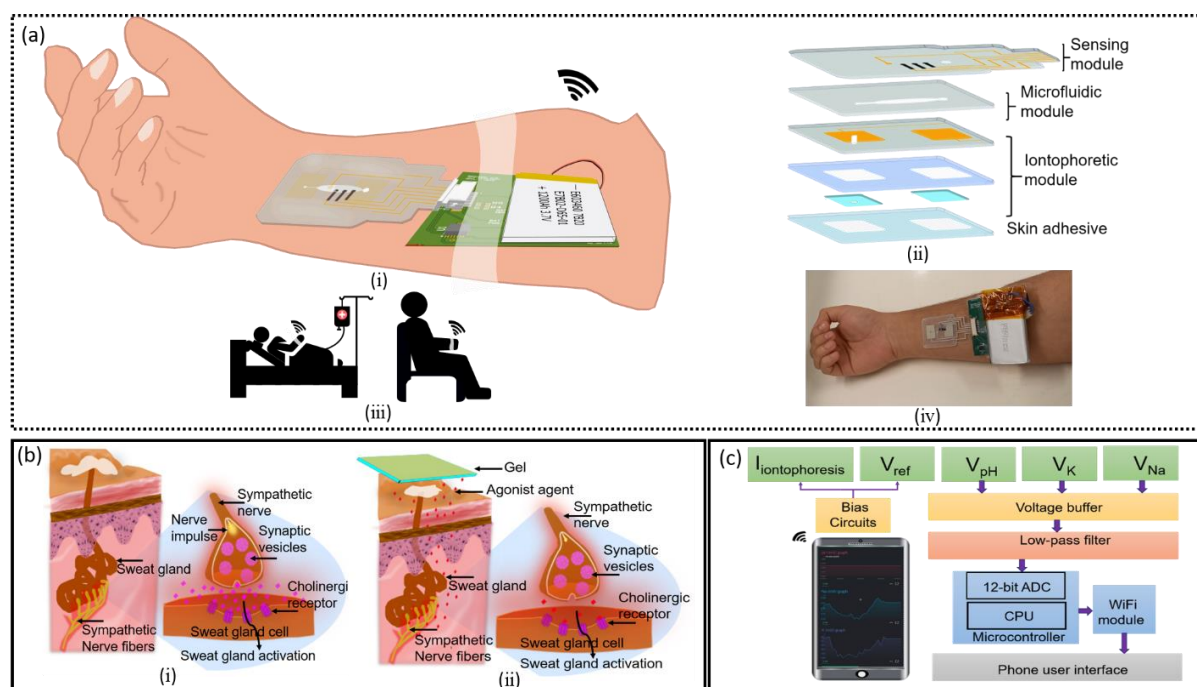 (a)
Sensing
module
Microfluidic
module
Iontophoretic
module
Skin adhesive
(i)
(ii)
(iii)
(iv)
(b)
Sympathetic
nerve
Nerve
impulse
Synaptic
vesicles
Sweat gland
Cholinergi
receptor
Sympathetic
Nerve fibers
Sweat gland cell
Sweat gland activation
(i)
Gel
Agonist agent
Sympathetic
nerve
Synaptic
vesicles
Sweat gland
Cholinergic
receptor
Sympathetic
Nerve fibers
Sweat gland cell
Sweat gland activation
(ii)
(c)
Iiontophoresis
Vref
VpH
VK
VNa
Bias
Circuits
Voltage buffer
Low-pass filter
12-bit ADC
CPU
Microcontroller
WiFi
module
Phone user interface